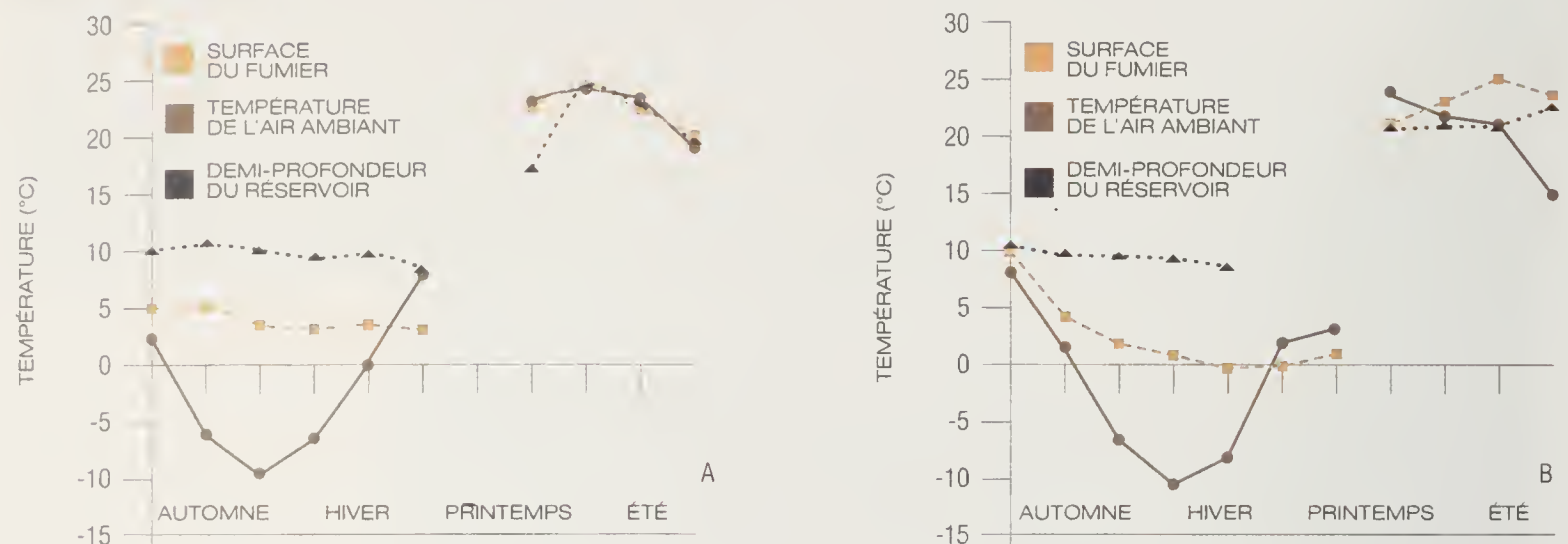 TEMPÉRATURE (°C)
30
25
20
15
10
5
0
-5
-10
-15
SURFACE
DU FUMIER
TEMPÉRATURE
DE L'AIR AMBIANT
DEMI-PROFONDEUR
DU RÉSERVOIR
A
AUTOMNE HIVER PRINTEMPS ÉTÉ
TEMPÉRATURE (°C)
30
25
20
15
10
5
0
-5
-10
-15
SURFACE
DU FUMIER
TEMPÉRATURE
DE L'AIR AMBIANT
DEMI-PROFONDEUR
DU RÉSERVOIR
B
AUTOMNE HIVER PRINTEMPS ÉTÉ